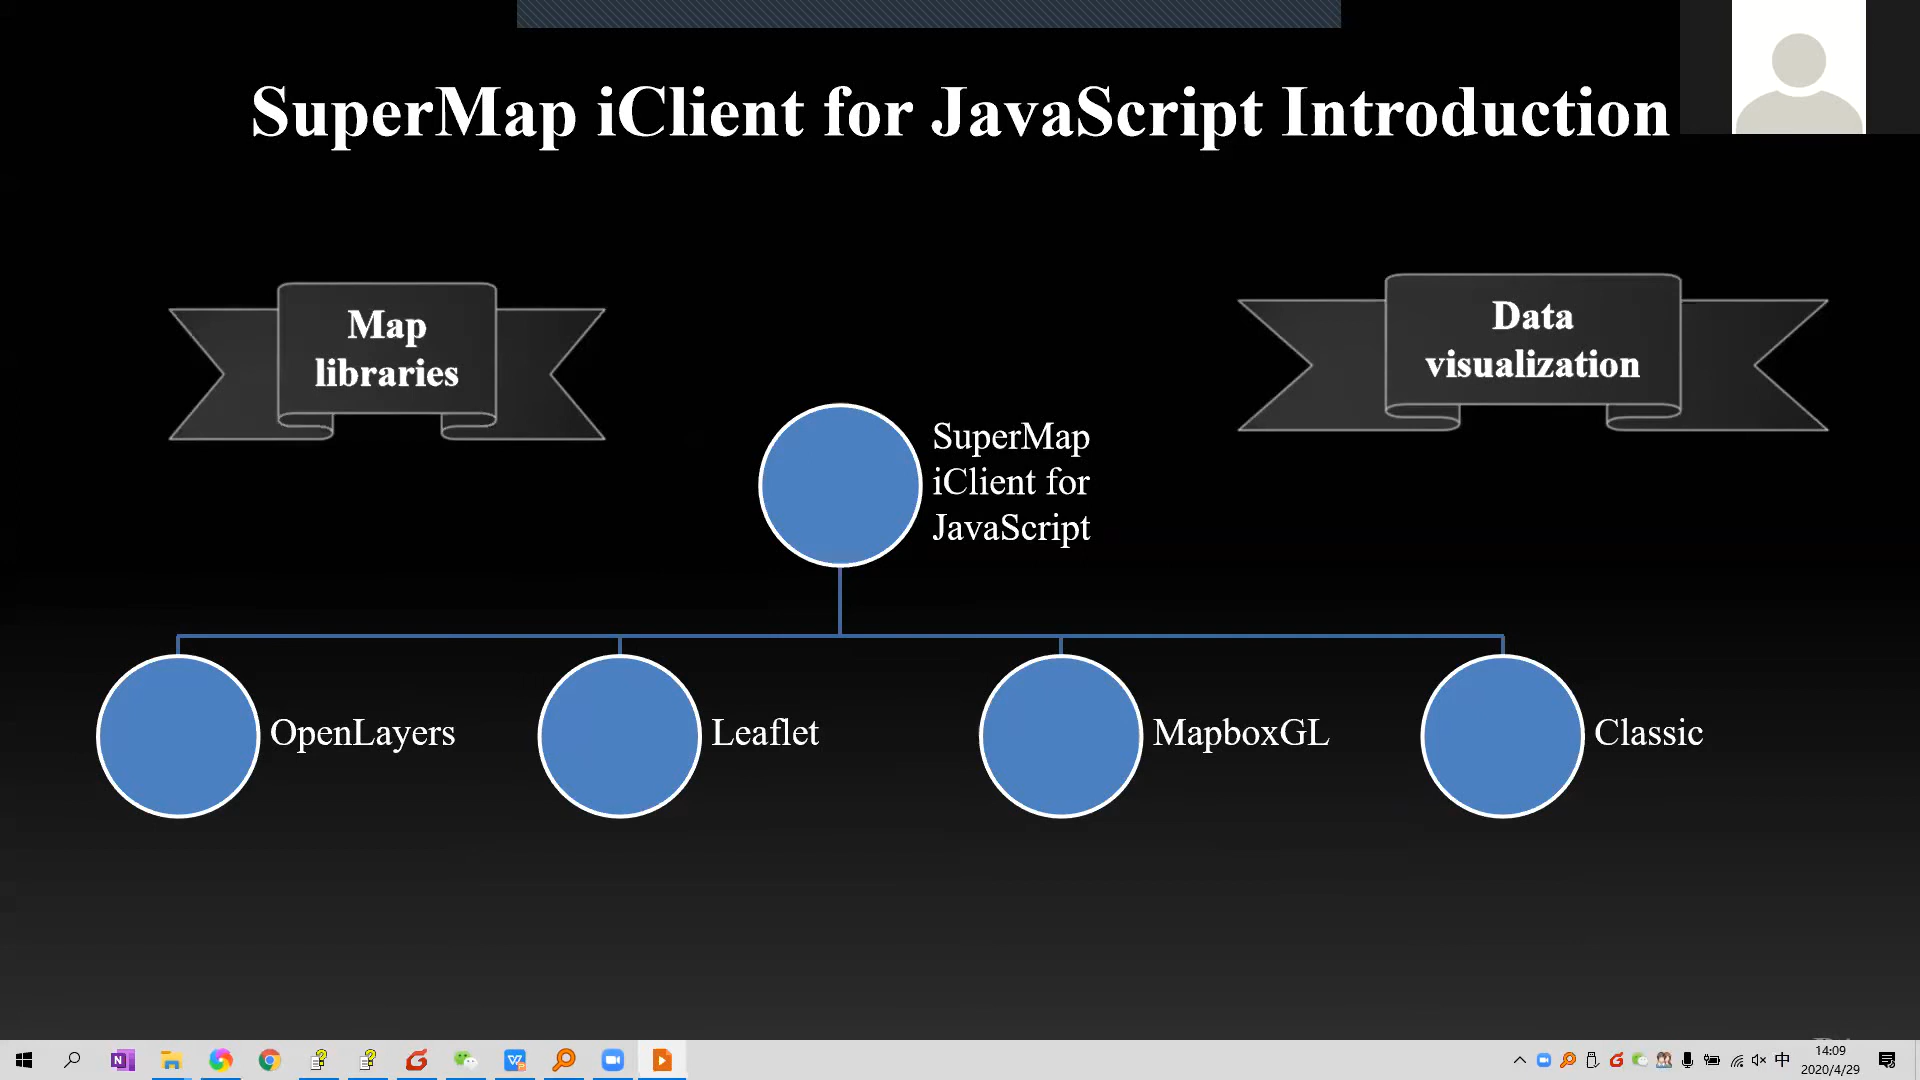 SuperMap iClient for JavaScript Introduction
Map
libraries
Data
visualization
SuperMap
iClient for
JavaScript
OpenLayers
Leaflet
MapboxGL
Classic
中
14:09
2020/4/29